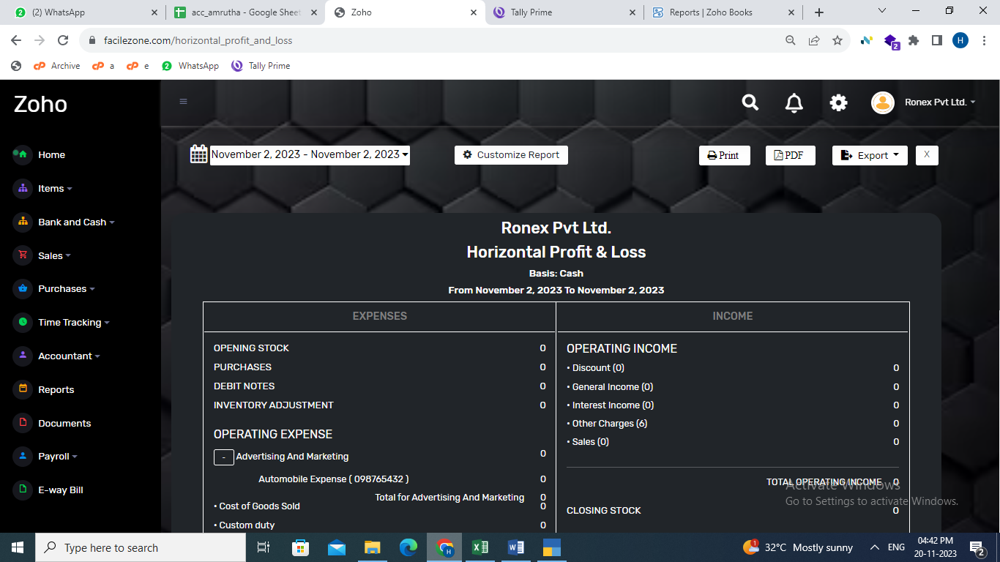 (2) WhatsApp
acc_amrutha - Google Sheet
Zoho
Tally Prime
Reports | Zoho Books
facilezone.com/horizontal_profit_and_loss
2
H
Archive
a
e
WhatsApp
Tally Prime
Zoho
Ronex Pvt Ltd.
Home
Items
Bank and Cash
Sales
Purchases
Time Tracking
Accountant
Reports
Documents
Payroll
E-way Bill
November 2, 2023 - November 2, 2023
Customize Report
Print
PDF
Export
X
Ronex Pvt Ltd.
Horizontal Profit & Loss
Basis: Cash
From November 2, 2023 To November 2, 2023
EXPENSES
OPENING STOCK 0
PURCHASES 0
DEBIT NOTES 0
INVENTORY ADJUSTMENT 0
OPERATING EXPENSE
- Advertising And Marketing 0
Automobile Expense ( 098765432 ) 0
Total for Advertising And Marketing 0
• Cost of Goods Sold 0
• Custom duty 0
INCOME
OPERATING INCOME
• Discount (0) 0
• General Income (0) 0
• Interest Income (0) 0
• Other Charges (6) 0
• Sales (0) 0
TOTAL OPERATING INCOME 0
CLOSING STOCK 0
Activate Windows
Go to Settings to activate Windows.
Type here to search
32°C Mostly sunny
ENG
04:42 PM
20-11-2023
2